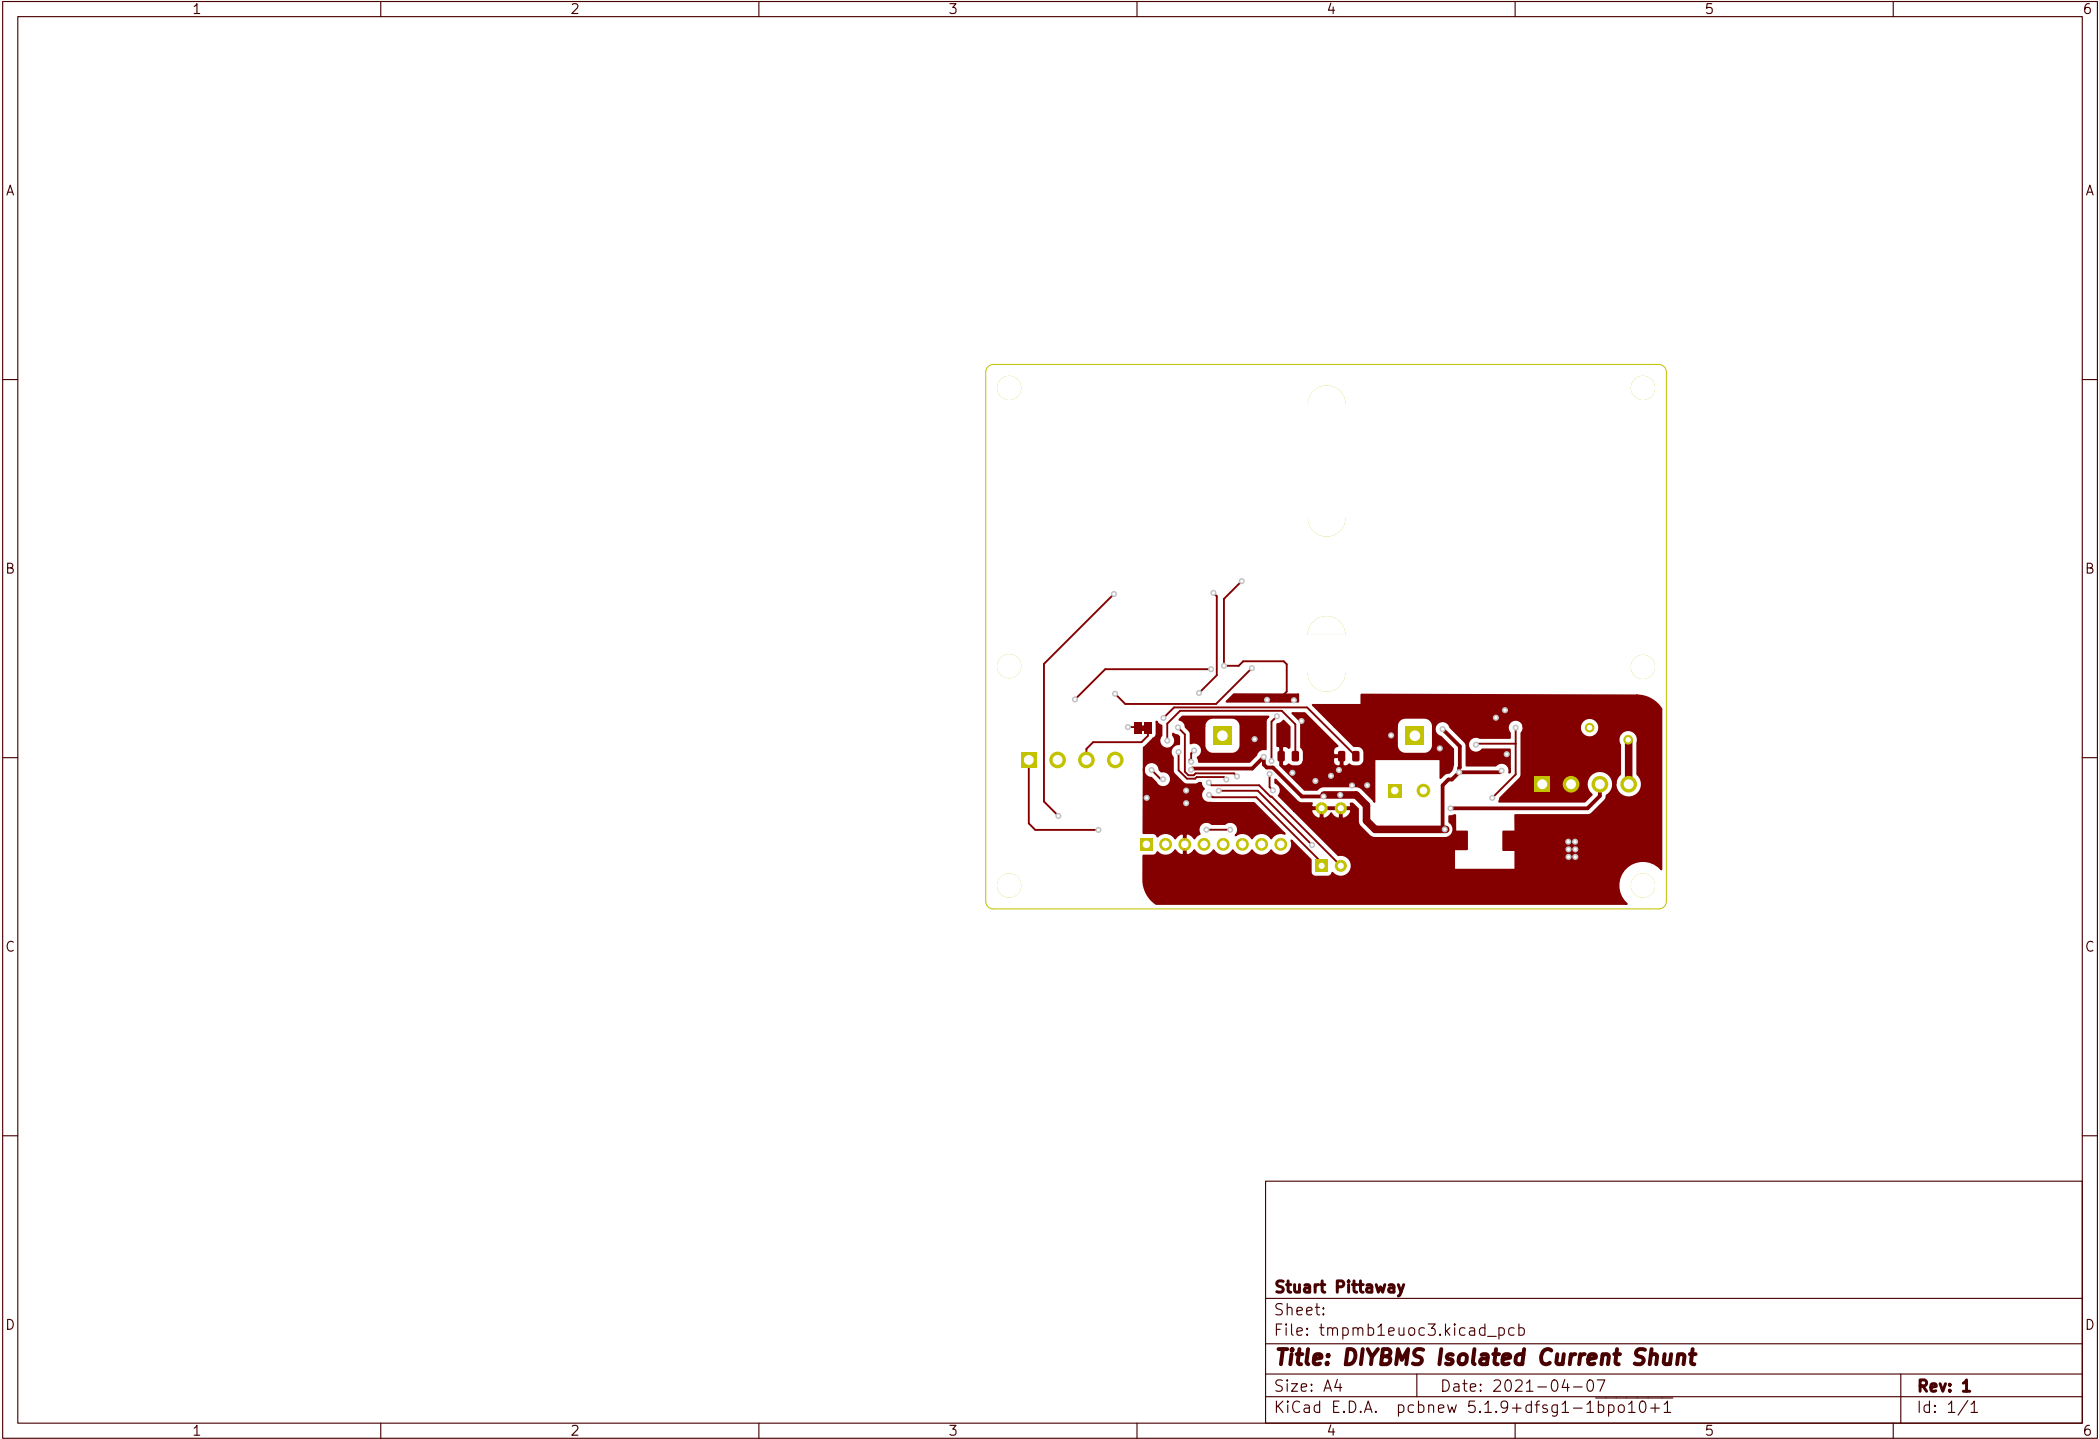 1 2 3 4 5 6
A A
B B
C C
D D
Stuart Pittaway
Sheet:
File: tmpmb1euoc3.kicad_pcb
Title: DIYBMS Isolated Current Shunt
Size: A4 Date: 2021-04-07 Rev: 1
KiCad E.D.A. pcbnew 5.1.9+dfsg1-1bpo10+1 Id: 1/1
1 2 3 4 5 6